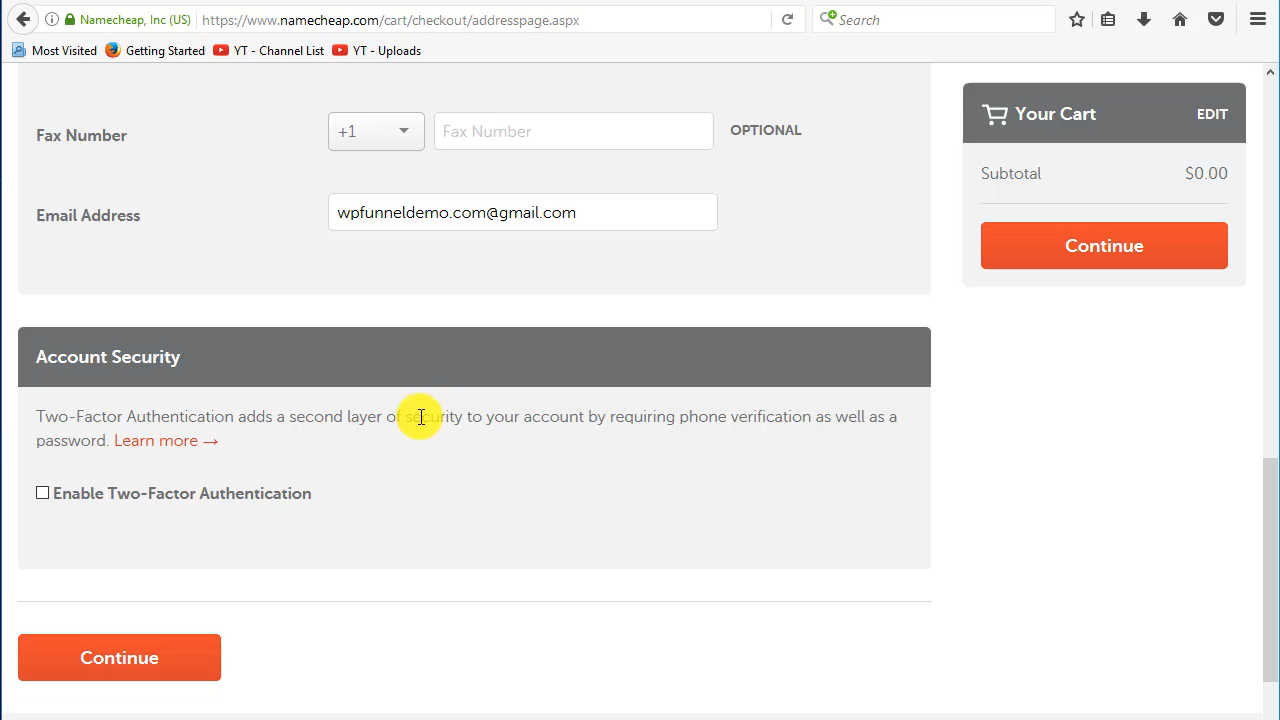 Namecheap, Inc (US) https://www.namecheap.com/cart/checkout/addresspage.aspx Search
Most Visited Getting Started YT - Channel List YT - Uploads
Fax Number +1 Fax Number OPTIONAL
Email Address wpfunneldemo.com@gmail.com
Your Cart EDIT
Subtotal $0.00
Continue
Account Security
Two-Factor Authentication adds a second layer of security to your account by requiring phone verification as well as a
password. Learn more →
Enable Two-Factor Authentication
Continue